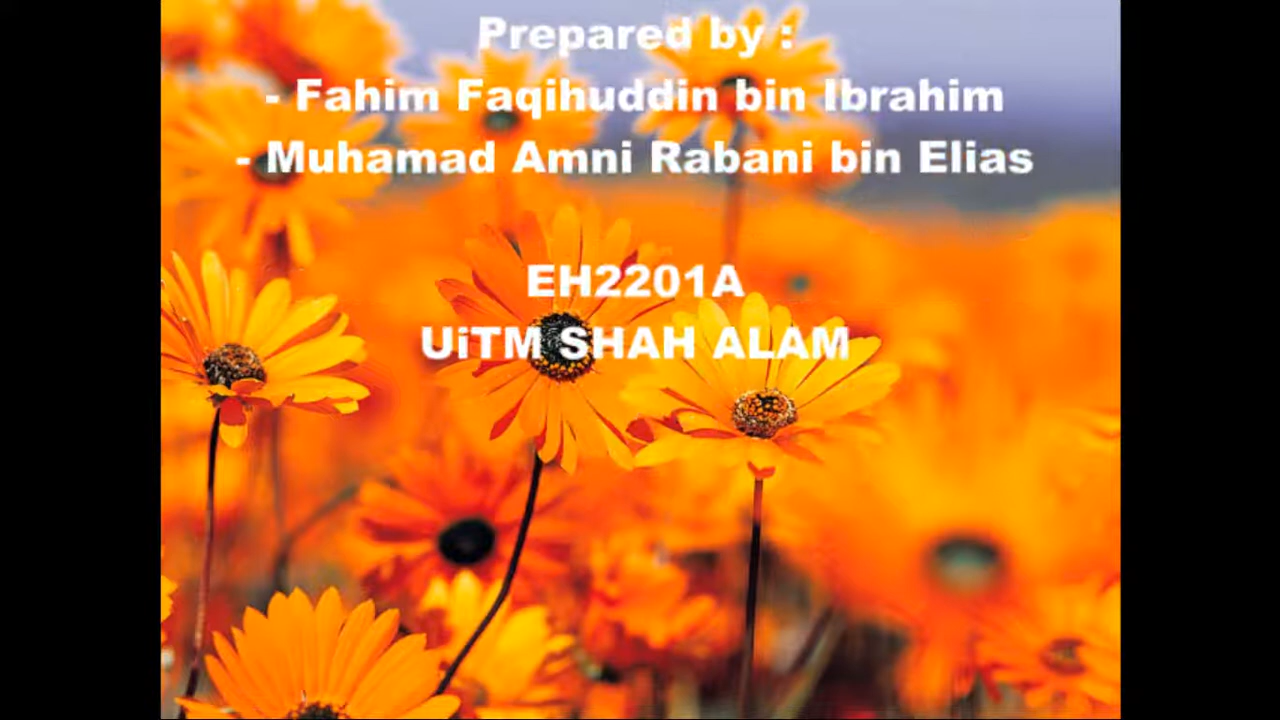 Prepared by :
- Fahim Faqihuddin bin Ibrahim
- Muhamad Amni Rabani bin Elias
EH2201A
UiTM SHAH ALAM